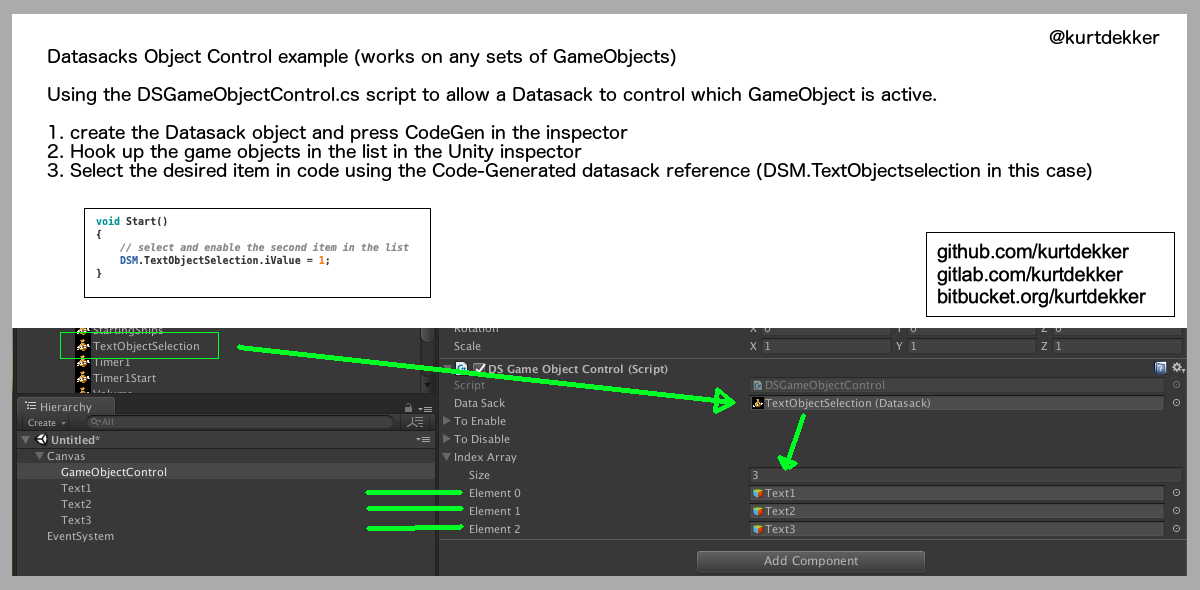 @kurtdekker
Datasacks Object Control example (works on any sets of GameObjects)
Using the DSGameObjectControl.cs script to allow a Datasack to control which GameObject is active.
1. create the Datasack object and press CodeGen in the inspector
2. Hook up the game objects in the list in the Unity inspector
3. Select the desired item in code using the Code-Generated datasack reference (DSM.TextObjectselection in this case)
void Start()
{
// select and enable the second item in the list
DSM.TextObjectSelection.iValue = 1;
}
github.com/kurtdekker
gitlab.com/kurtdekker
bitbucket.org/kurtdekker
StartingShips
TextObjectSelection
Timer1
Timer1Start
Volume
Hierarchy
Create
All
Untitled*
Canvas
GameObjectControl
Text1
Text2
Text3
EventSystem
Rotation X 0 Y 0 Z 0
Scale X 1 Y 1 Z 1
DS Game Object Control (Script)
Script DSGameObjectControl
Data Sack TextObjectSelection (Datasack)
To Enable
To Disable
Index Array
Size 3
Element 0 Text1
Element 1 Text2
Element 2 Text3
Add Component